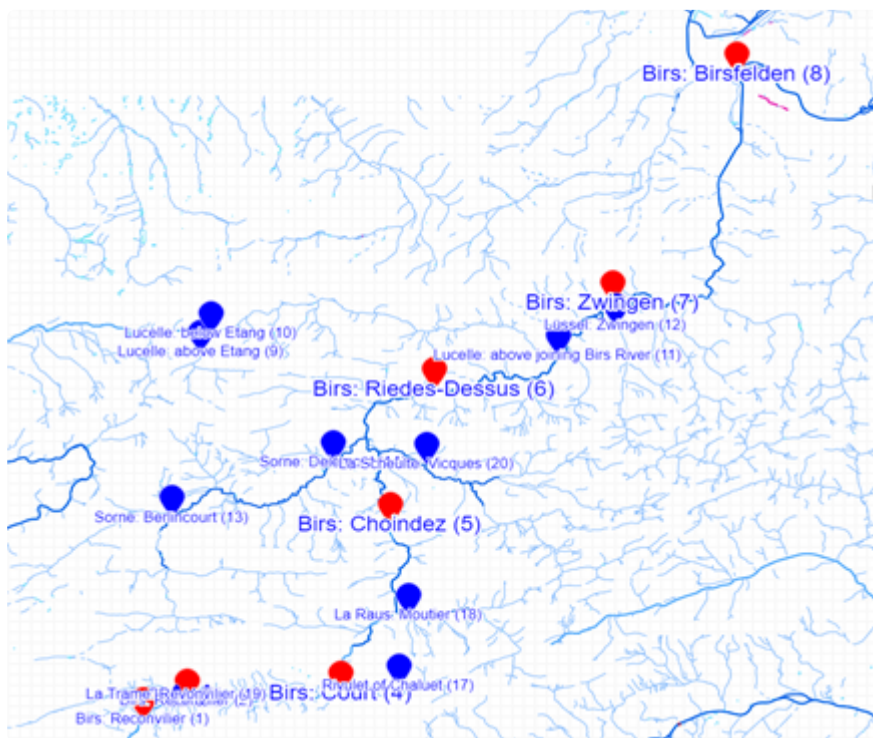 Birs: Birsfelden (8)
Birs: Zwingen (7)
Lüssel: Zwingen (12)
Lucelle: below Etang (10)
Lucelle: above Etang (9)
Lucelle: above joining Birs River (11)
Birs: Riedes-Dessus (6)
Sorne:
La Scheulte Vicques (20)
Sorne: Berlincourt (13)
Birs: Choindez (5)
La Raus: Moutier (18)
Rivulet of Chaluet (17)
Birs: Court (4)
La Trame (19)
Birs: Reconvilier (1)